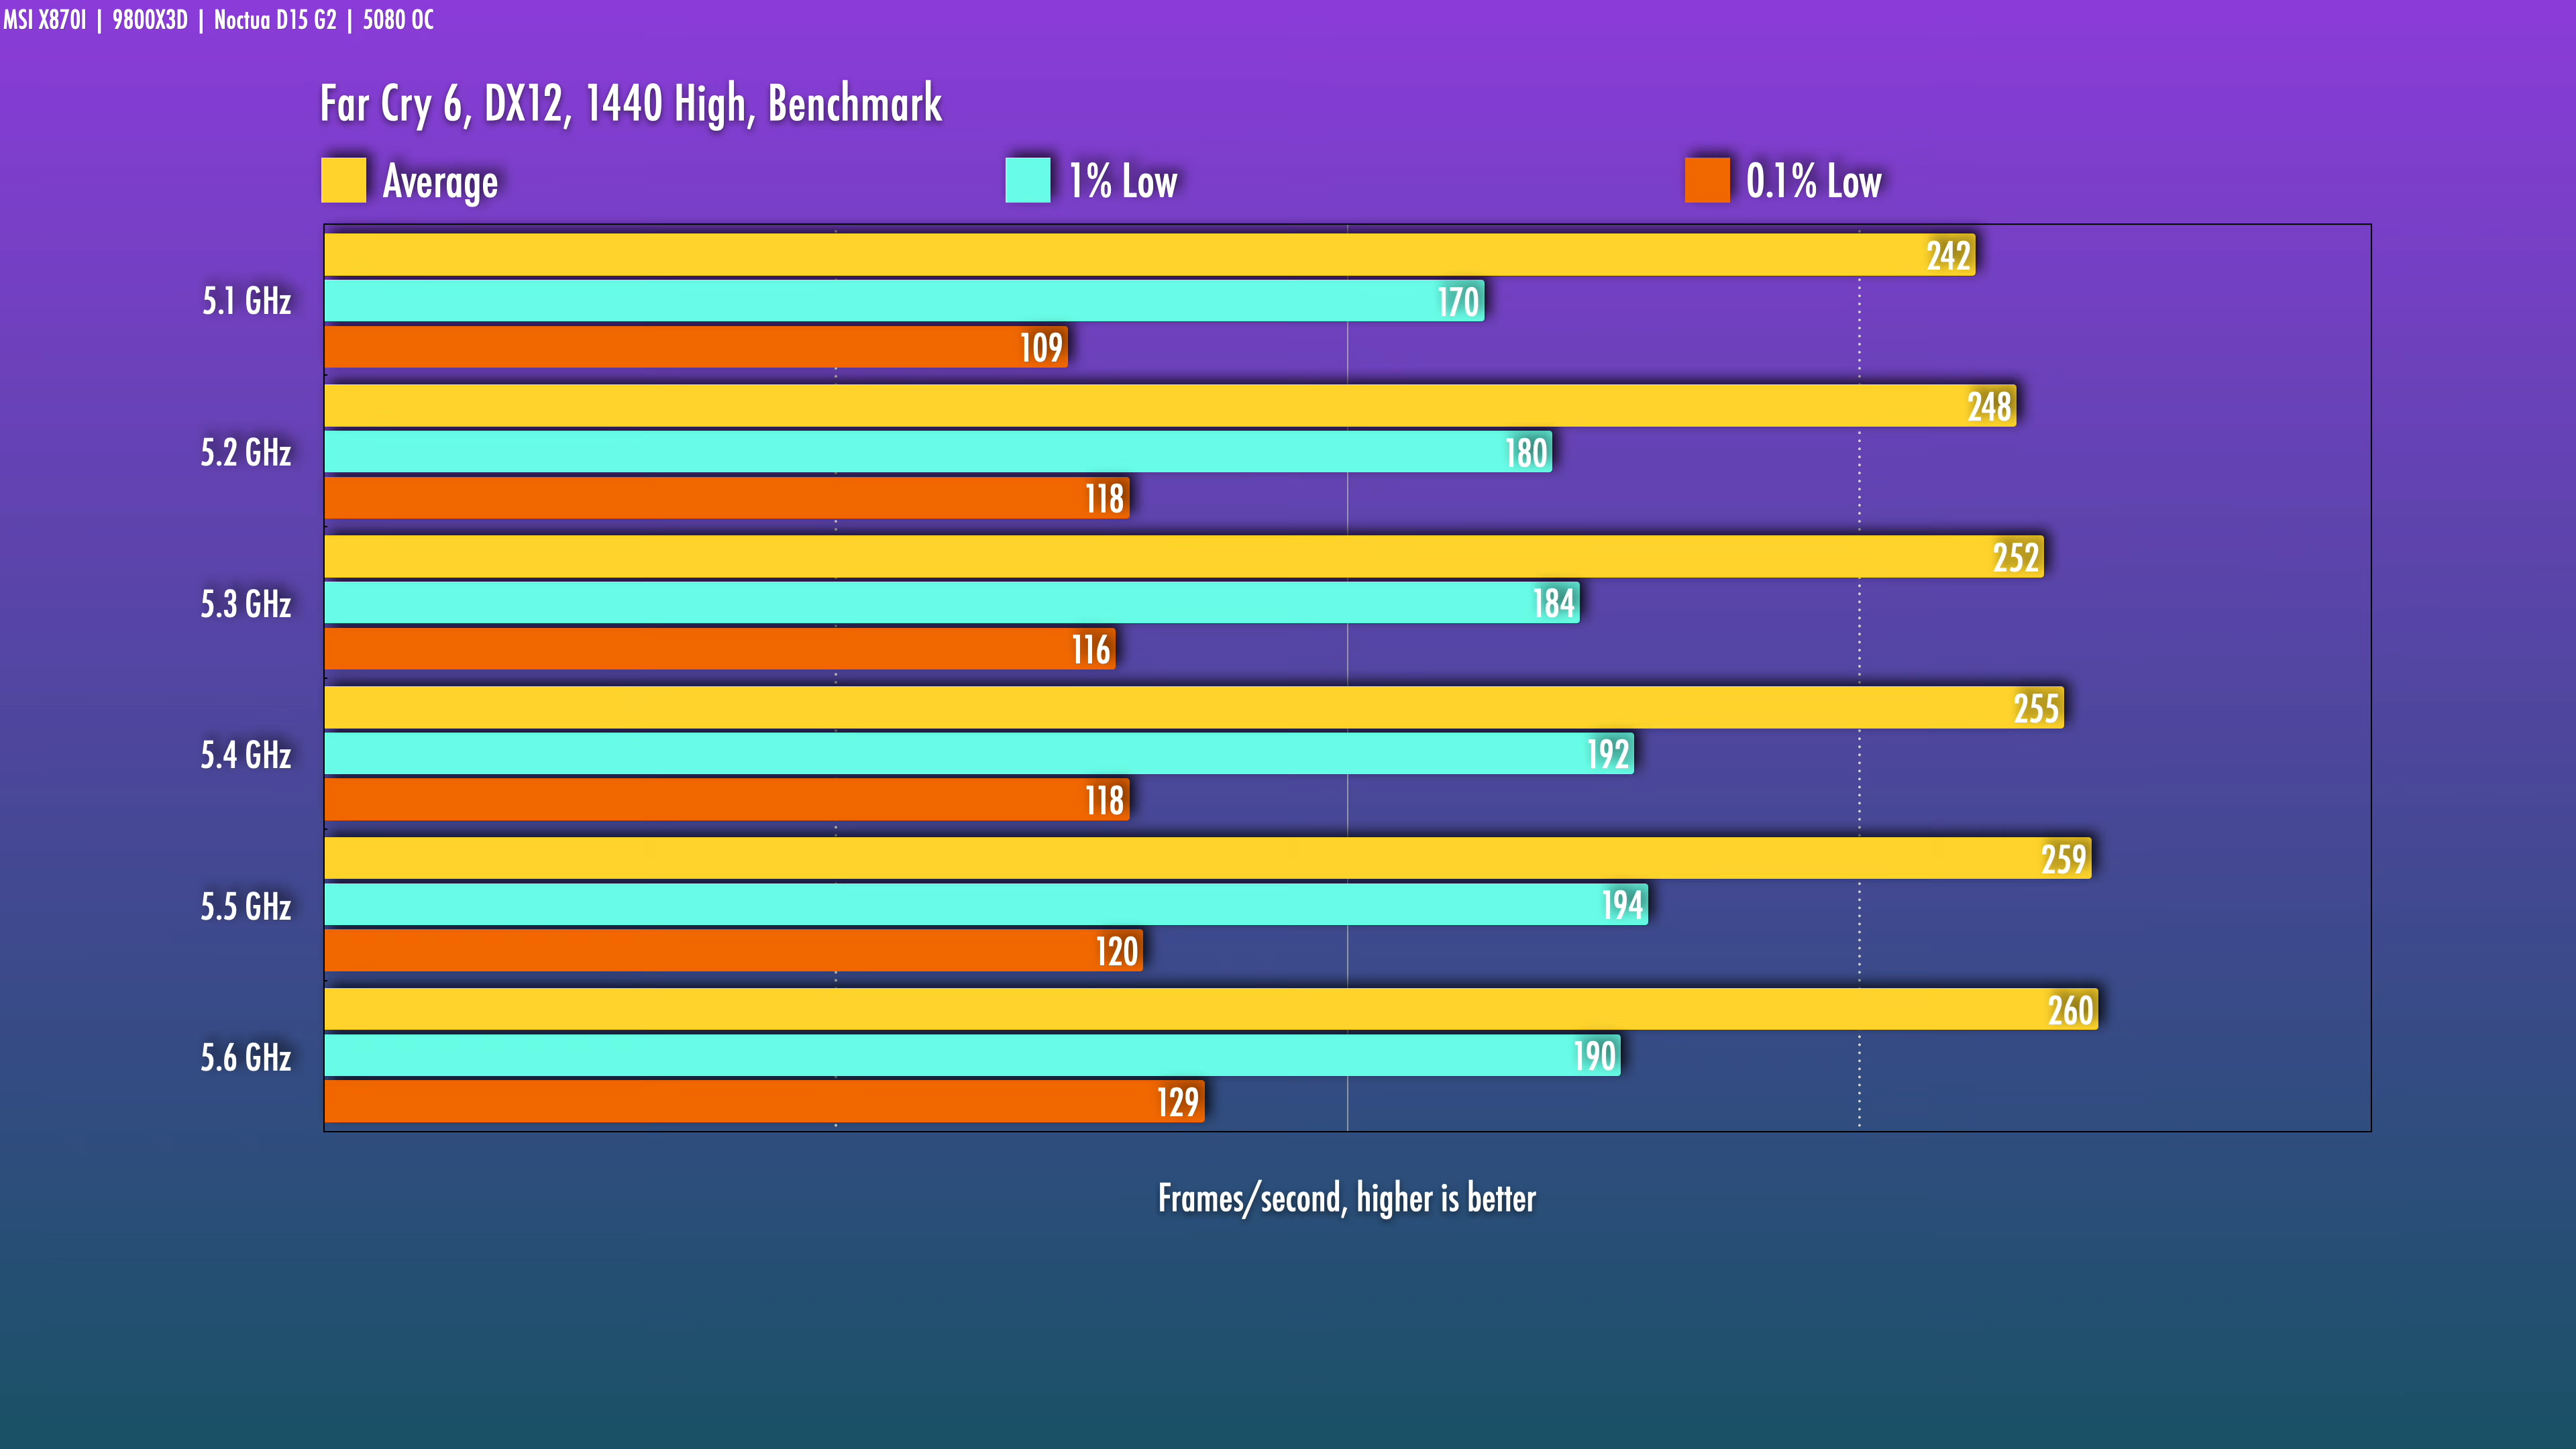 MSI X870I | 9800X3D | Noctua D15 G2 | 5080 OC
Far Cry 6, DX12, 1440 High, Benchmark
Average 1% Low 0.1% Low
242
5.1 GHz 170
109
248
5.2 GHz 180
118
252
5.3 GHz 184
116
255
5.4 GHz 192
118
259
5.5 GHz 194
120
260
5.6 GHz 190
129
Frames/second, higher is better